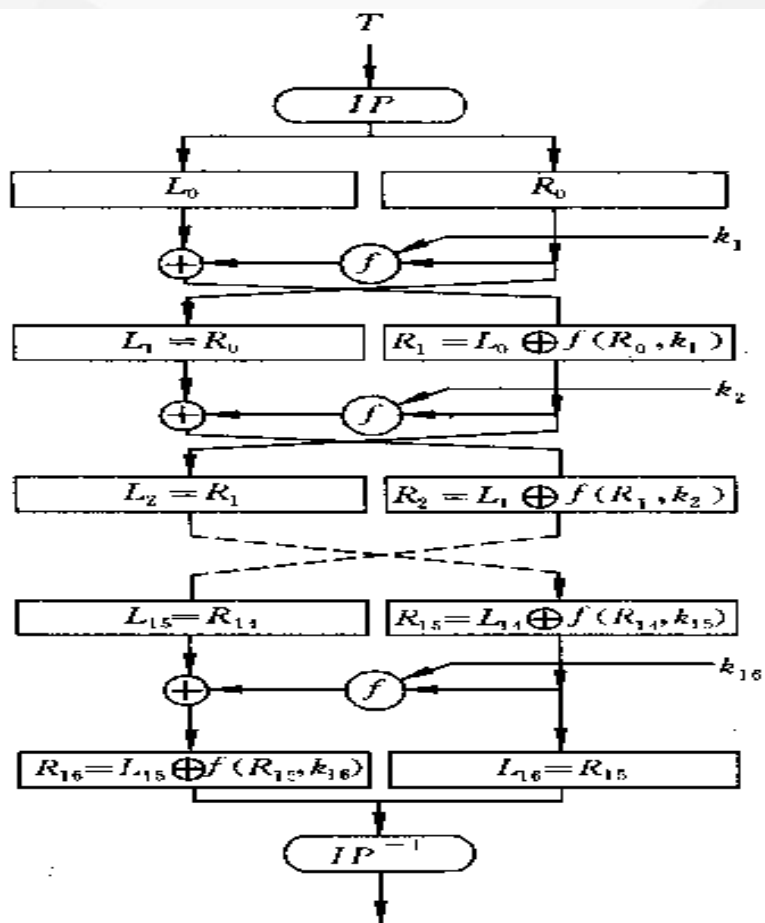 T
IP
L₀ R₀
f k₁
L₁ = R₀ R₁ = L₀ ⊕ f(R₀, k₁)
f k₂
L₂ = R₁ R₂ = L₁ ⊕ f(R₁, k₂)
L₁₅ = R₁₄ R₁₅ = L₁₄ ⊕ f(R₁₄, k₁₅)
f k₁₆
R₁₆ = L₁₅ ⊕ f(R₁₅, k₁₆) L₁₆ = R₁₅
IP⁻¹